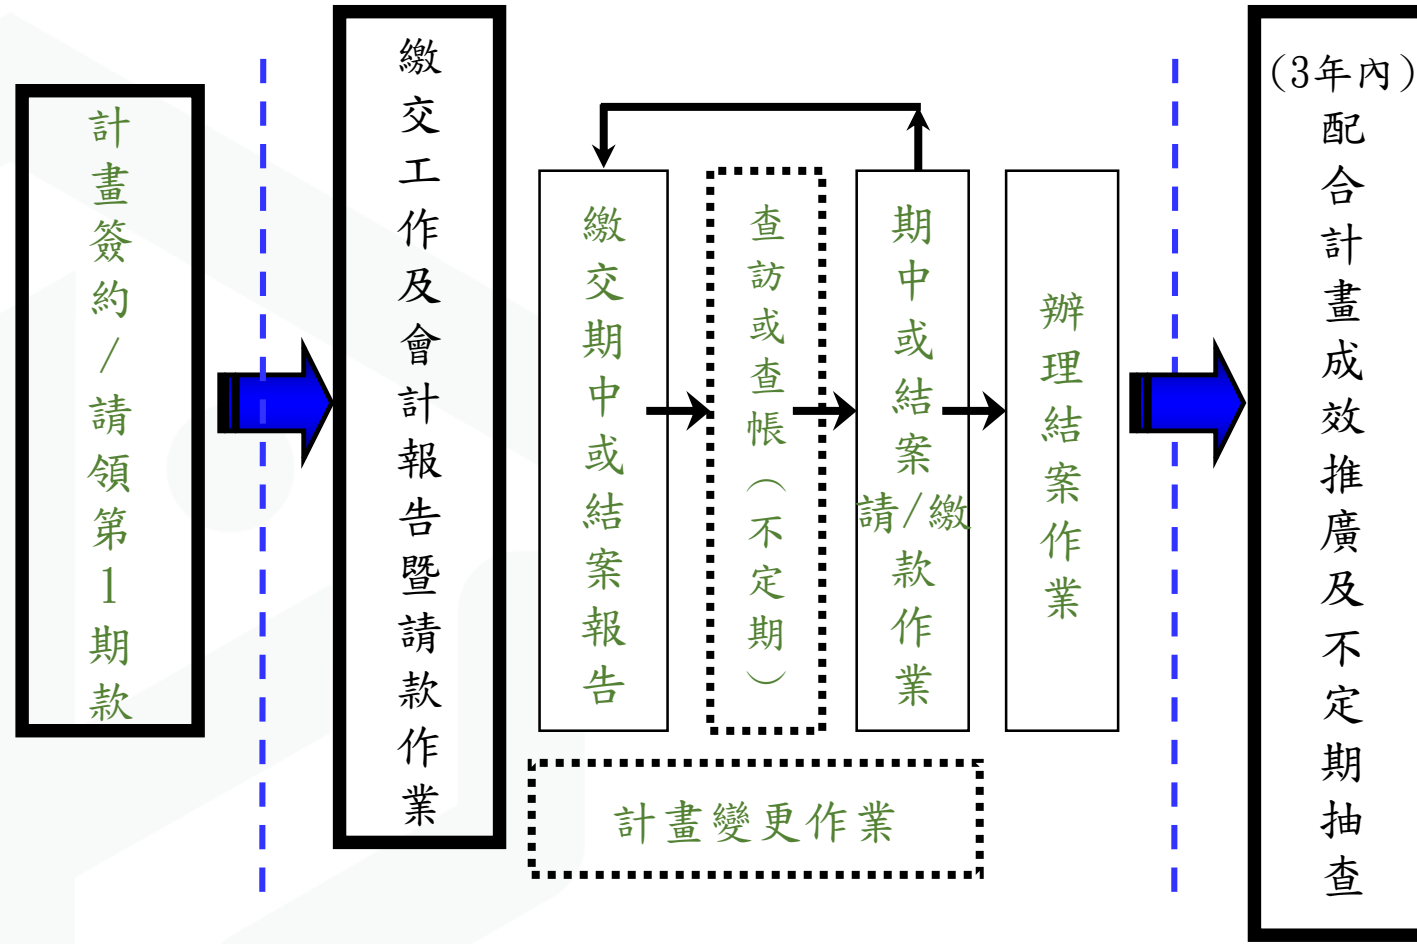 計畫簽約/請領第1期款
繳交工作及會計報告暨請款作業
繳交期中或結案報告
查訪或查帳（不定期）
期中或結案請/繳款作業
辦理結案作業
計畫變更作業
(3年內)
配合計畫成效推廣及不定期抽查